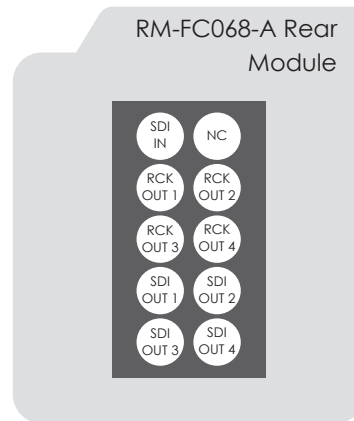 RM-FC068-A Rear
Module
SDI
IN
NC
RCK
OUT 1
RCK
OUT 2
RCK
OUT 3
RCK
OUT 4
SDI
OUT 1
SDI
OUT 2
SDI
OUT 3
SDI
OUT 4